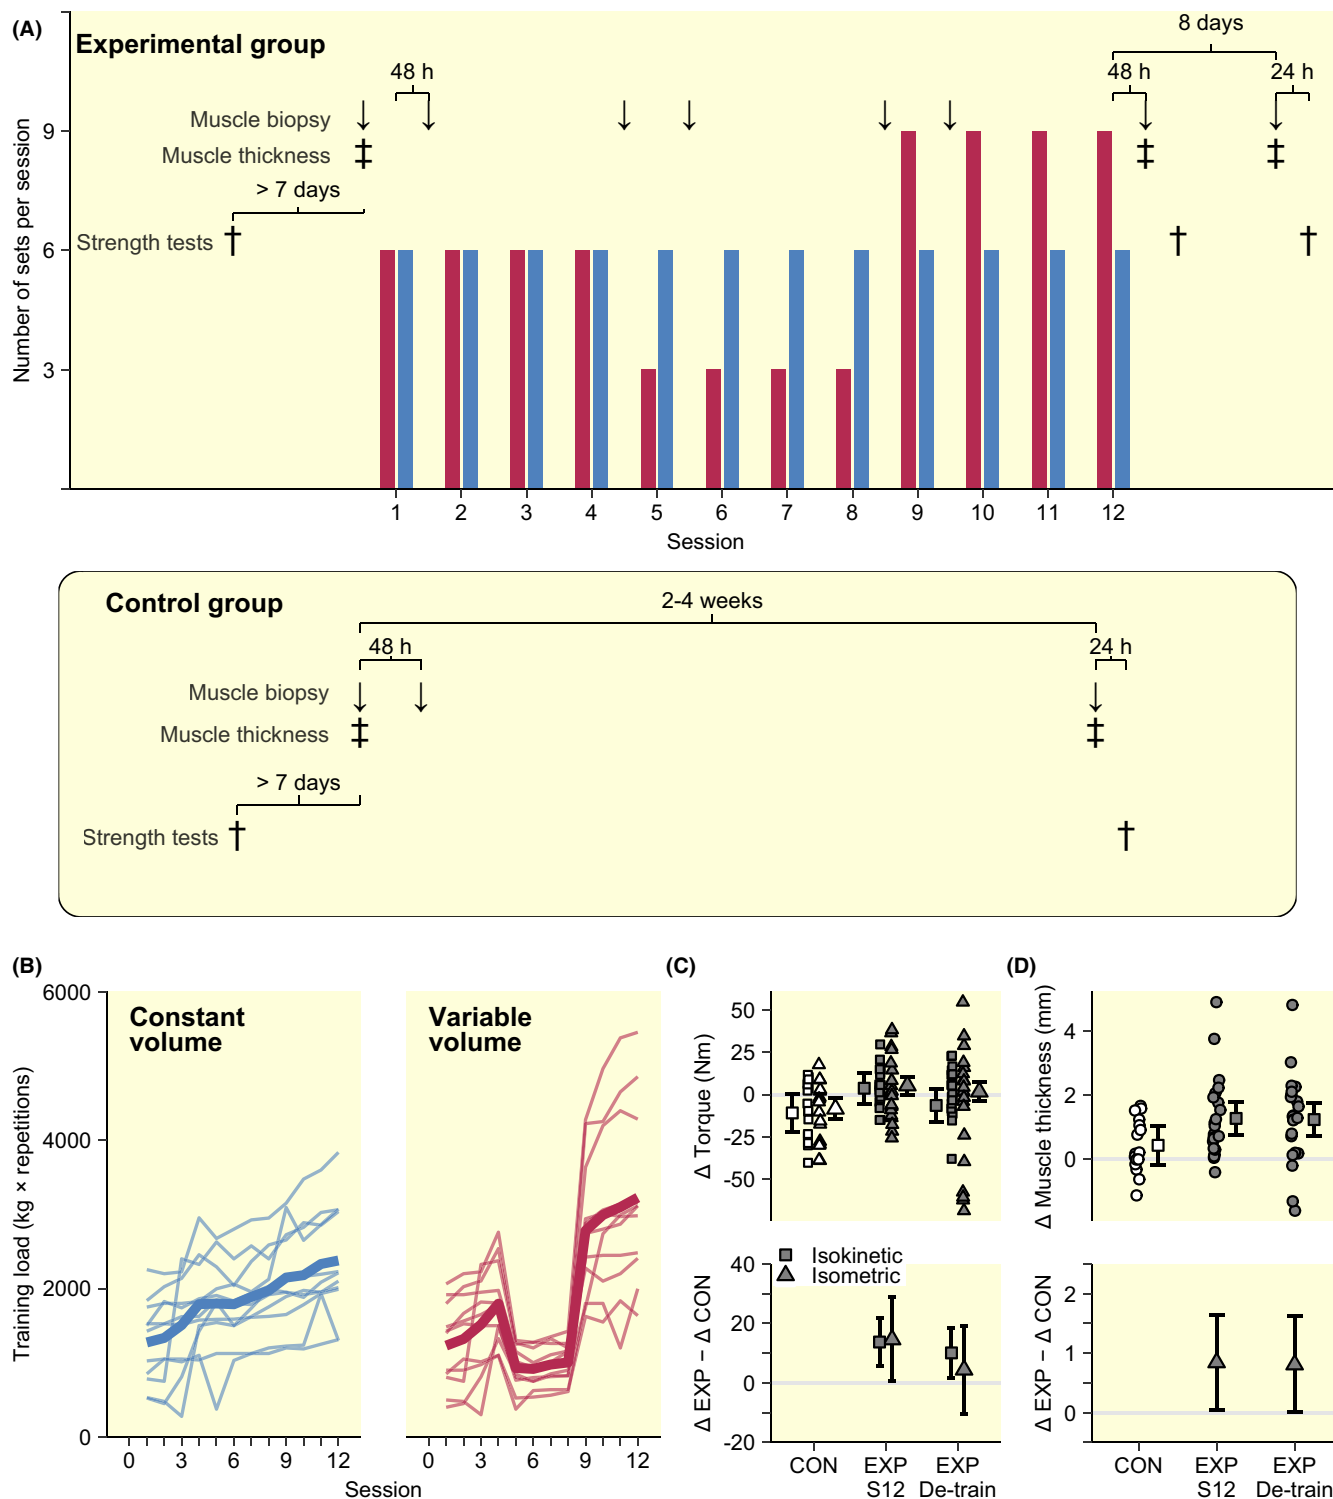 (A)
Experimental group
8 days
48 h
48 h
24 h
Muscle biopsy
↓ ↓ ↓ ↓ ↓ ↓ ↓ ↓
Muscle thickness
‡ ‡ ‡
> 7 days
Strength tests
† † †
Number of sets per session
9
6
3
1 2 3 4 5 6 7 8 9 10 11 12
Session
Control group
2-4 weeks
48 h
24 h
Muscle biopsy
↓ ↓ ↓
Muscle thickness
‡ ‡
> 7 days
Strength tests
† †
(B)
Training load (kg × repetitions)
6000
4000
2000
0
Constant
volume
0 3 6 9 12
Variable
volume
0 3 6 9 12
Session
(C)
Δ Torque (Nm)
50
25
0
-25
-50
Isokinetic
Isometric
Δ EXP − Δ CON
40
20
0
-20
CON
EXP
S12
EXP
De-train
(D)
Δ Muscle thickness (mm)
4
2
0
Δ EXP − Δ CON
2
1
0
CON
EXP
S12
EXP
De-train